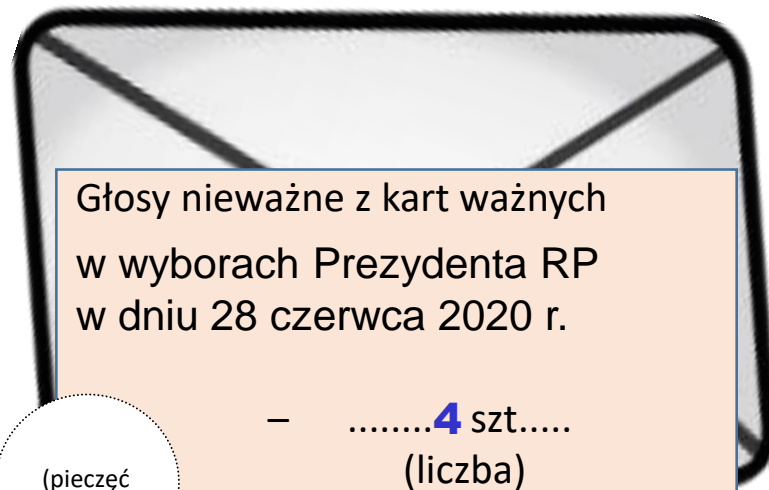 Głosy nieważne z kart ważnych
w wyborach Prezydenta RP
w dniu 28 czerwca 2020 r.
– ........4 szt.....
(liczba)
(pieczęć